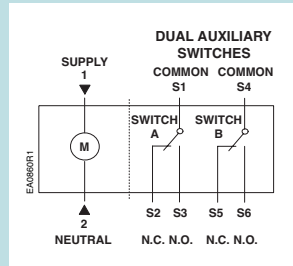 DUAL AUXILIARY
SWITCHES
SUPPLY
1
COMMON COMMON
S1 S4
SWITCH
A
SWITCH
B
M
EA0860R1
2
NEUTRAL
S2 S3 S5 S6
N.C. N.O. N.C. N.O.